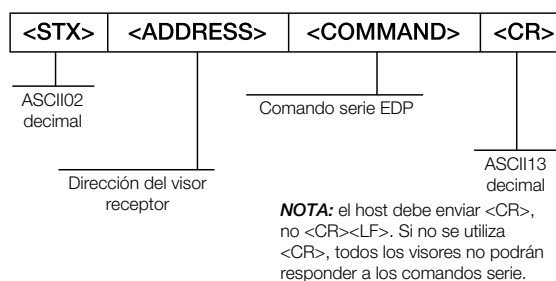 <STX> <ADDRESS> <COMMAND> <CR>
ASCII02
decimal
Comando serie EDP
ASCII13
decimal
Dirección del visor
receptor
NOTA: el host debe enviar <CR>,
no <CR><LF>. Si no se utiliza
<CR>, todos los visores no podrán
responder a los comandos serie.